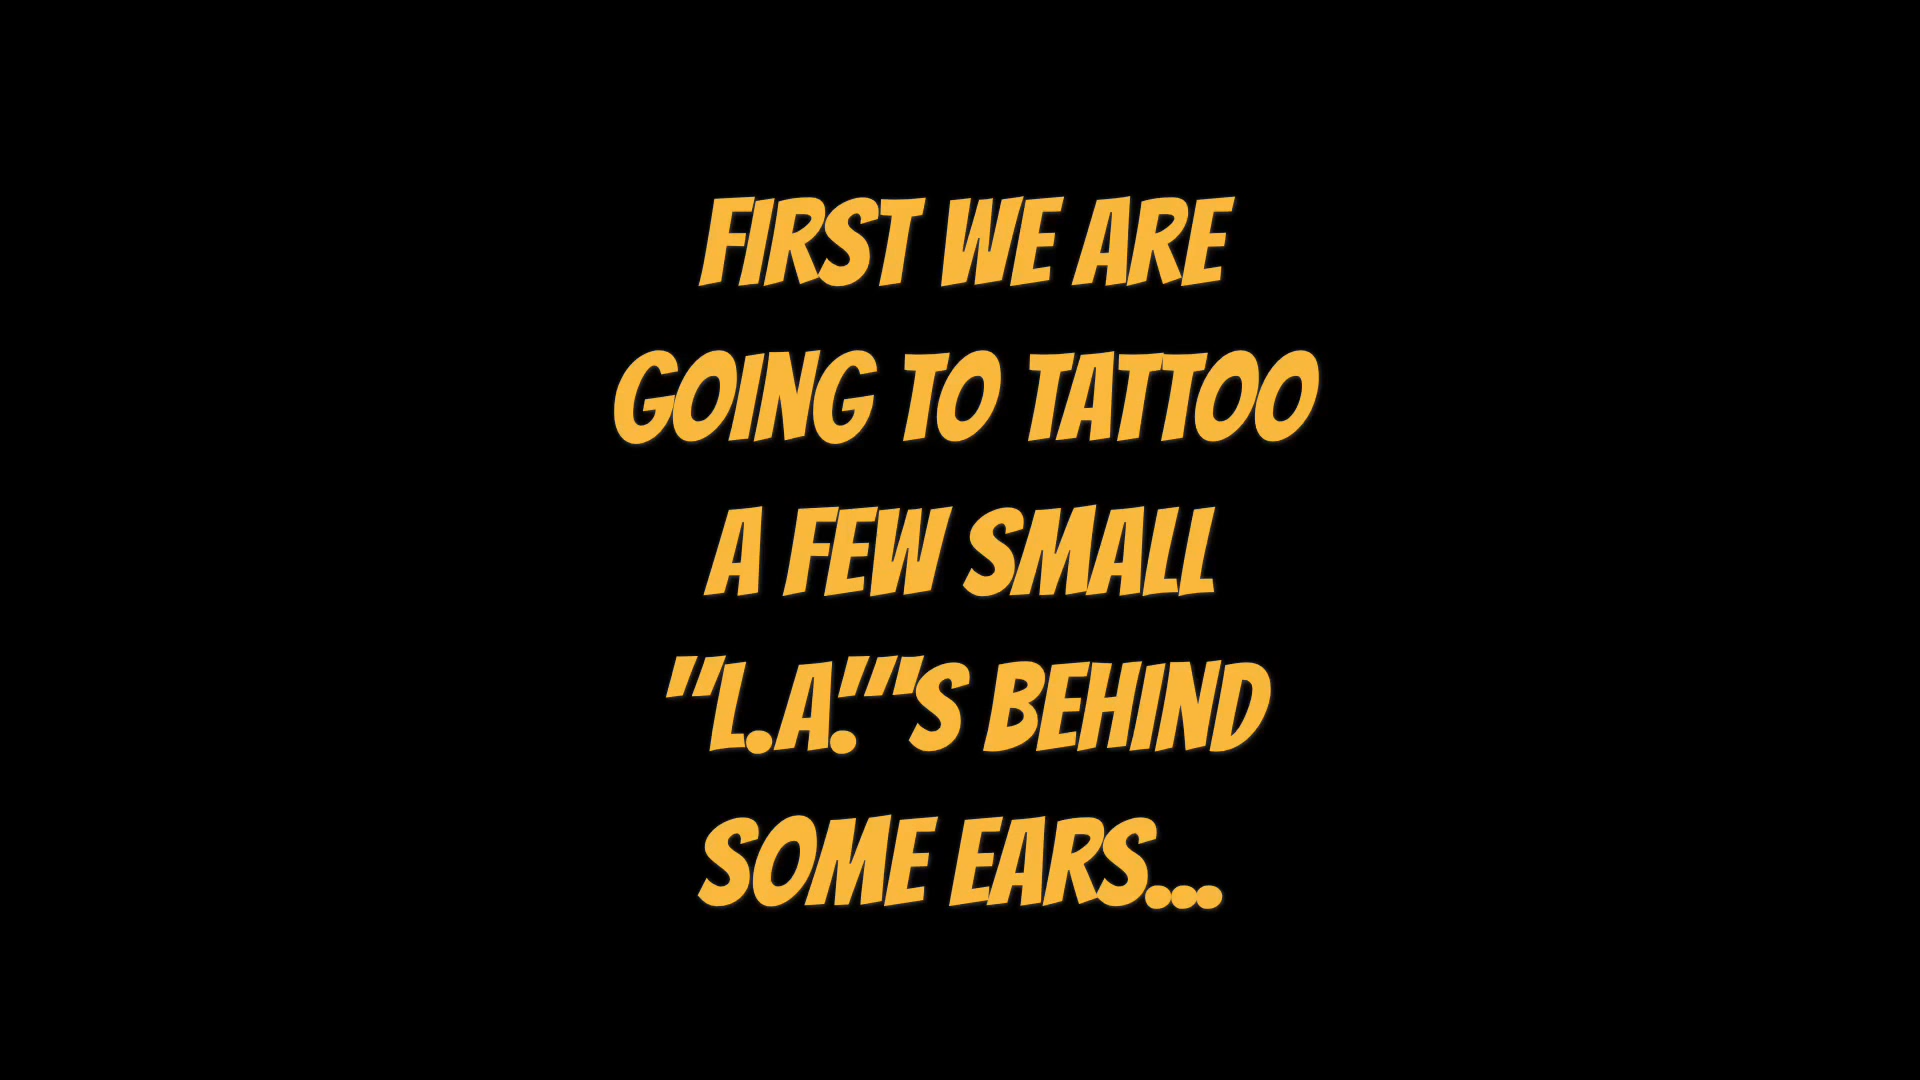 FIRST WE ARE
GOING TO TATTOO
A FEW SMALL
"L.A."'S BEHIND
SOME EARS...